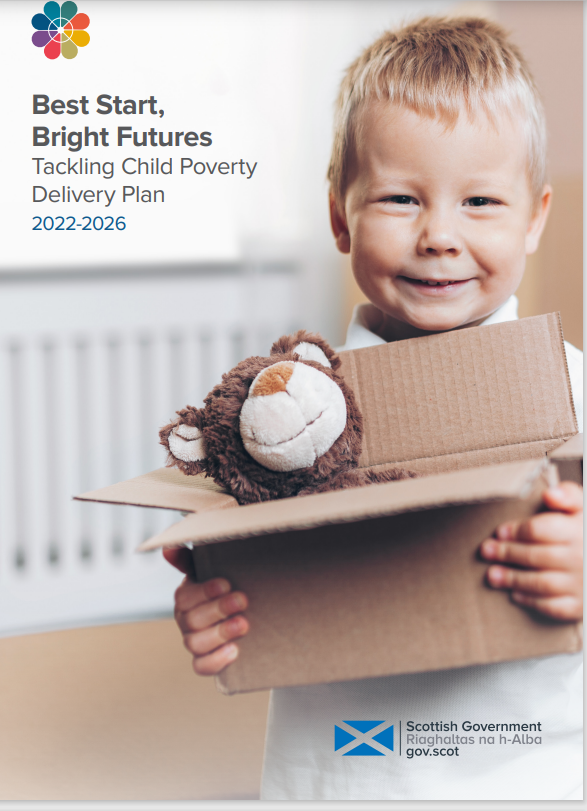 Best Start,
Bright Futures
Tackling Child Poverty
Delivery Plan
2022-2026
Scottish Government
Riaghaltas na h-Alba
gov.scot